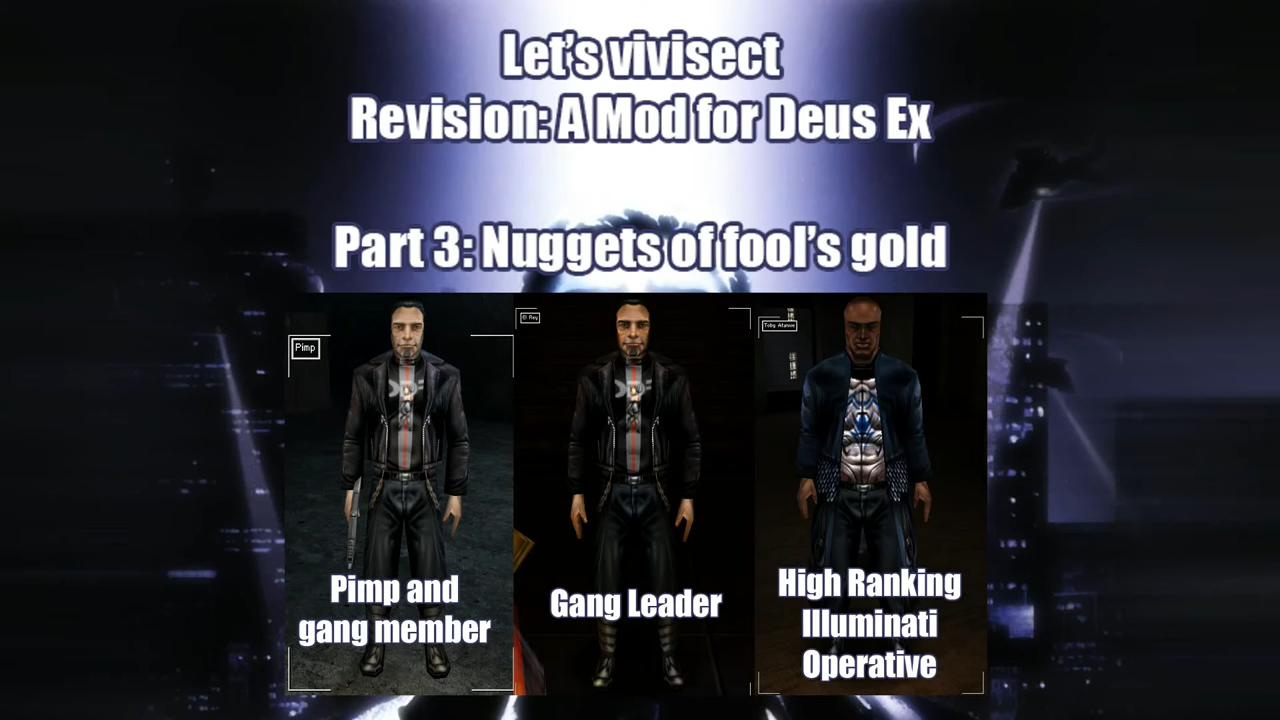 Let's vivisect
Revision: A Mod for Deus Ex
Part 3: Nuggets of fool's gold
Pimp
El Rey
Toby Atanwe
Pimp and
gang member
Gang Leader
High Ranking
Illuminati
Operative